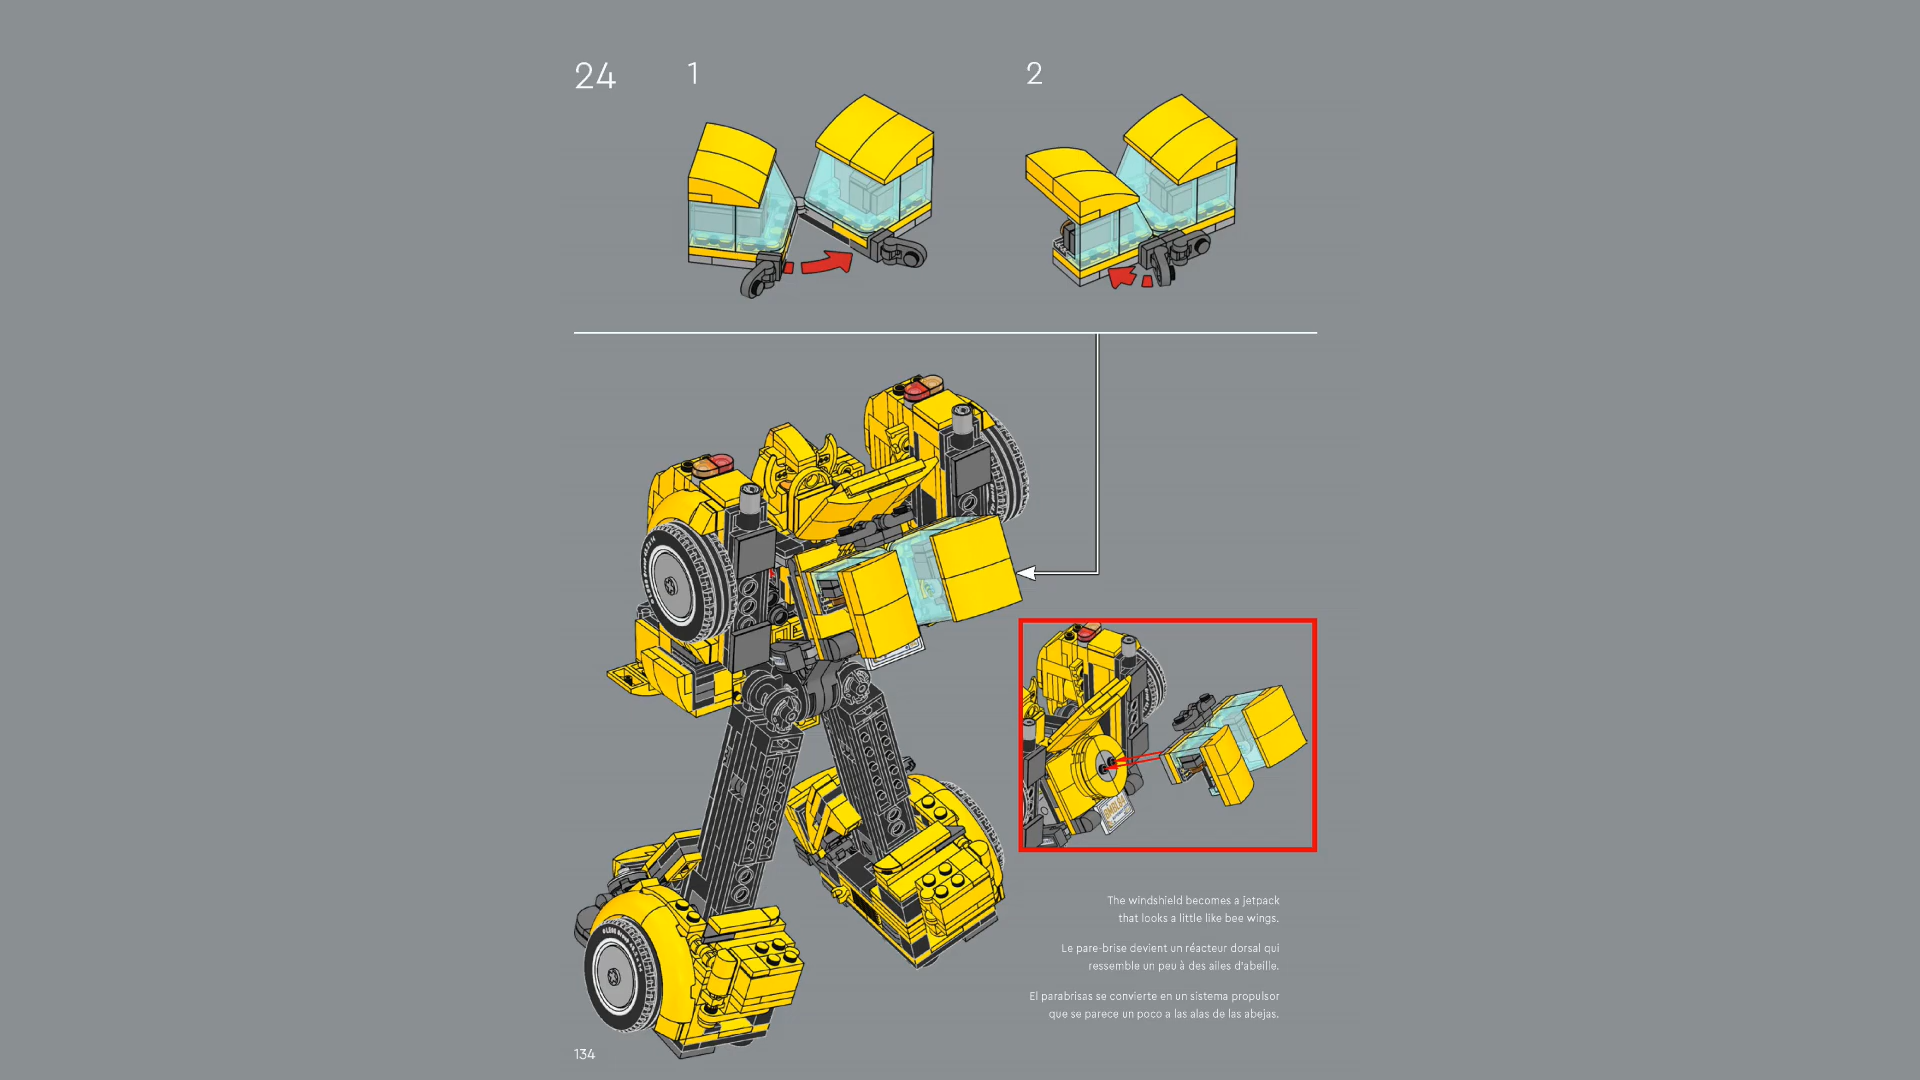 24
1
2
The windshield becomes a jetpack
that looks a little like bee wings.
Le pare-brise devient un réacteur dorsal qui
ressemble un peu à des ailes d'abeille.
El parabrisas se convierte en un sistema propulsor
que se parece un poco a las alas de las abejas.
134